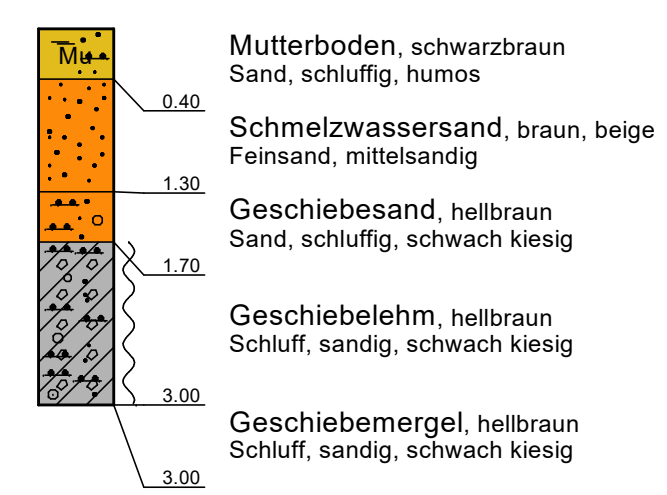 Mu
Mutterboden, schwarzbraun
Sand, schluffig, humos
0.40
Schmelzwassersand, braun, beige
Feinsand, mittelsandig
1.30
Geschiebesand, hellbraun
Sand, schluffig, schwach kiesig
1.70
Geschiebelehm, hellbraun
Schluff, sandig, schwach kiesig
3.00
Geschiebemergel, hellbraun
Schluff, sandig, schwach kiesig
3.00